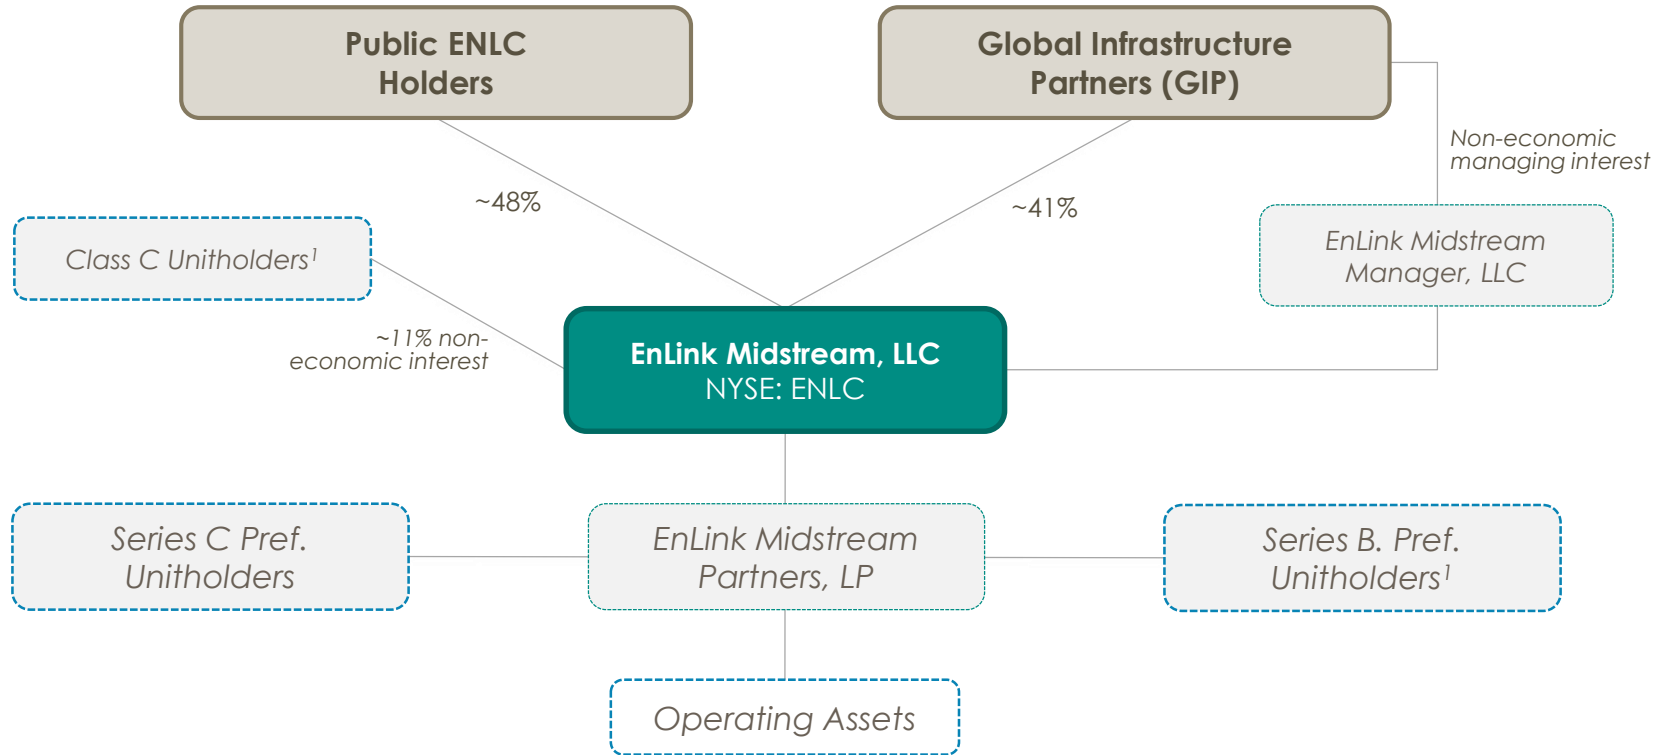 Public ENLC
Holders
Global Infrastructure
Partners (GIP)
Non-economic
managing interest
~48%
~41%
Class C Unitholders¹
EnLink Midstream
Manager, LLC
~11% non-
economic interest
EnLink Midstream, LLC
NYSE: ENLC
Series C Pref.
Unitholders
EnLink Midstream
Partners, LP
Series B. Pref.
Unitholders¹
Operating Assets